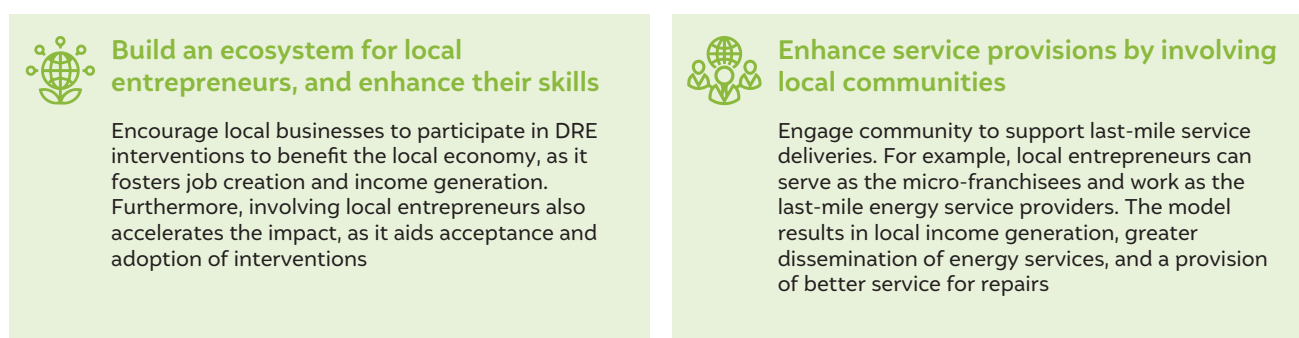 Build an ecosystem for local
entrepreneurs, and enhance their skills
Encourage local businesses to participate in DRE
interventions to benefit the local economy, as it
fosters job creation and income generation.
Furthermore, involving local entrepreneurs also
accelerates the impact, as it aids acceptance and
adoption of interventions
Enhance service provisions by involving
local communities
Engage community to support last-mile service
deliveries. For example, local entrepreneurs can
serve as the micro-franchisees and work as the
last-mile energy service providers. The model
results in local income generation, greater
dissemination of energy services, and a provision
of better service for repairs